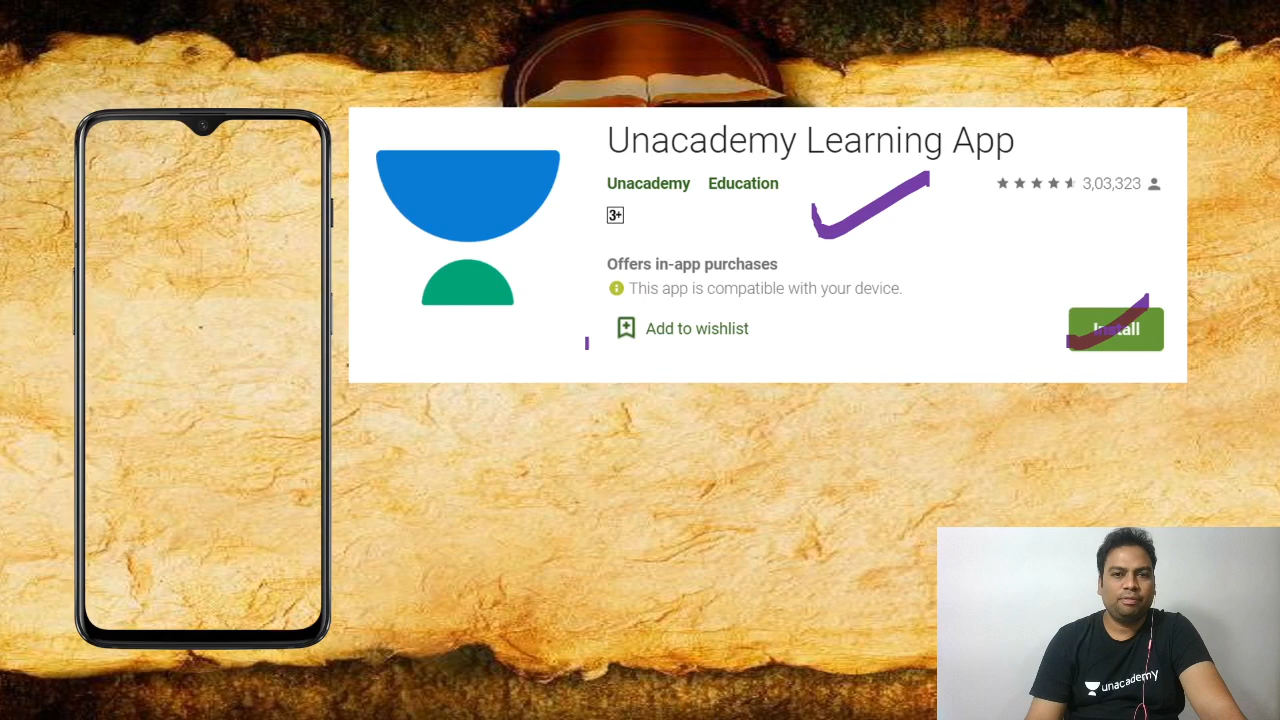 Unacademy Learning App
Unacademy Education 3,03,323
3+
Offers in-app purchases
This app is compatible with your device.
Add to wishlist Install
unacademy